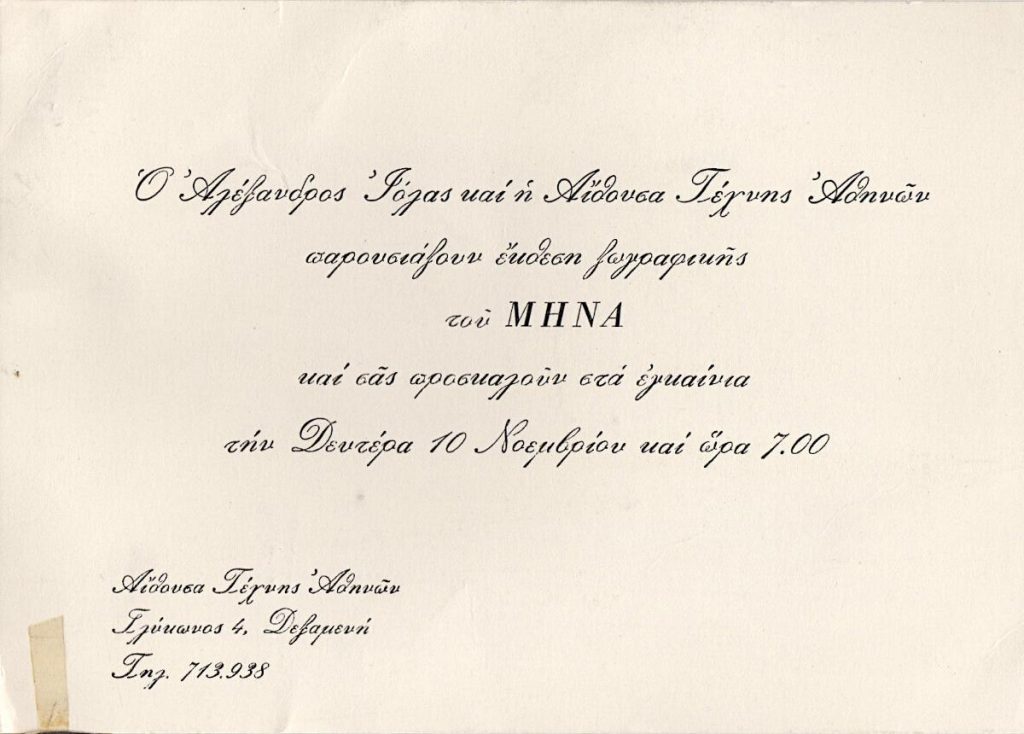 Ὁ Ἀλέξανδρος Ἰόλας καί ἡ Αἴθουσα Τέχνης Ἀθηνῶν
παρουσιάζουν ἔκθεση ζωγραφικῆς
τοῦ ΜΗΝΑ
καί σᾶς προσκαλοῦν στά ἐγκαίνια
τήν Δευτέρα 10 Νοεμβρίου καί ὥρα 7.00
Αἴθουσα Τέχνης Ἀθηνῶν
Γλύκωνος 4, Δεξαμενή
Τηλ. 713.938